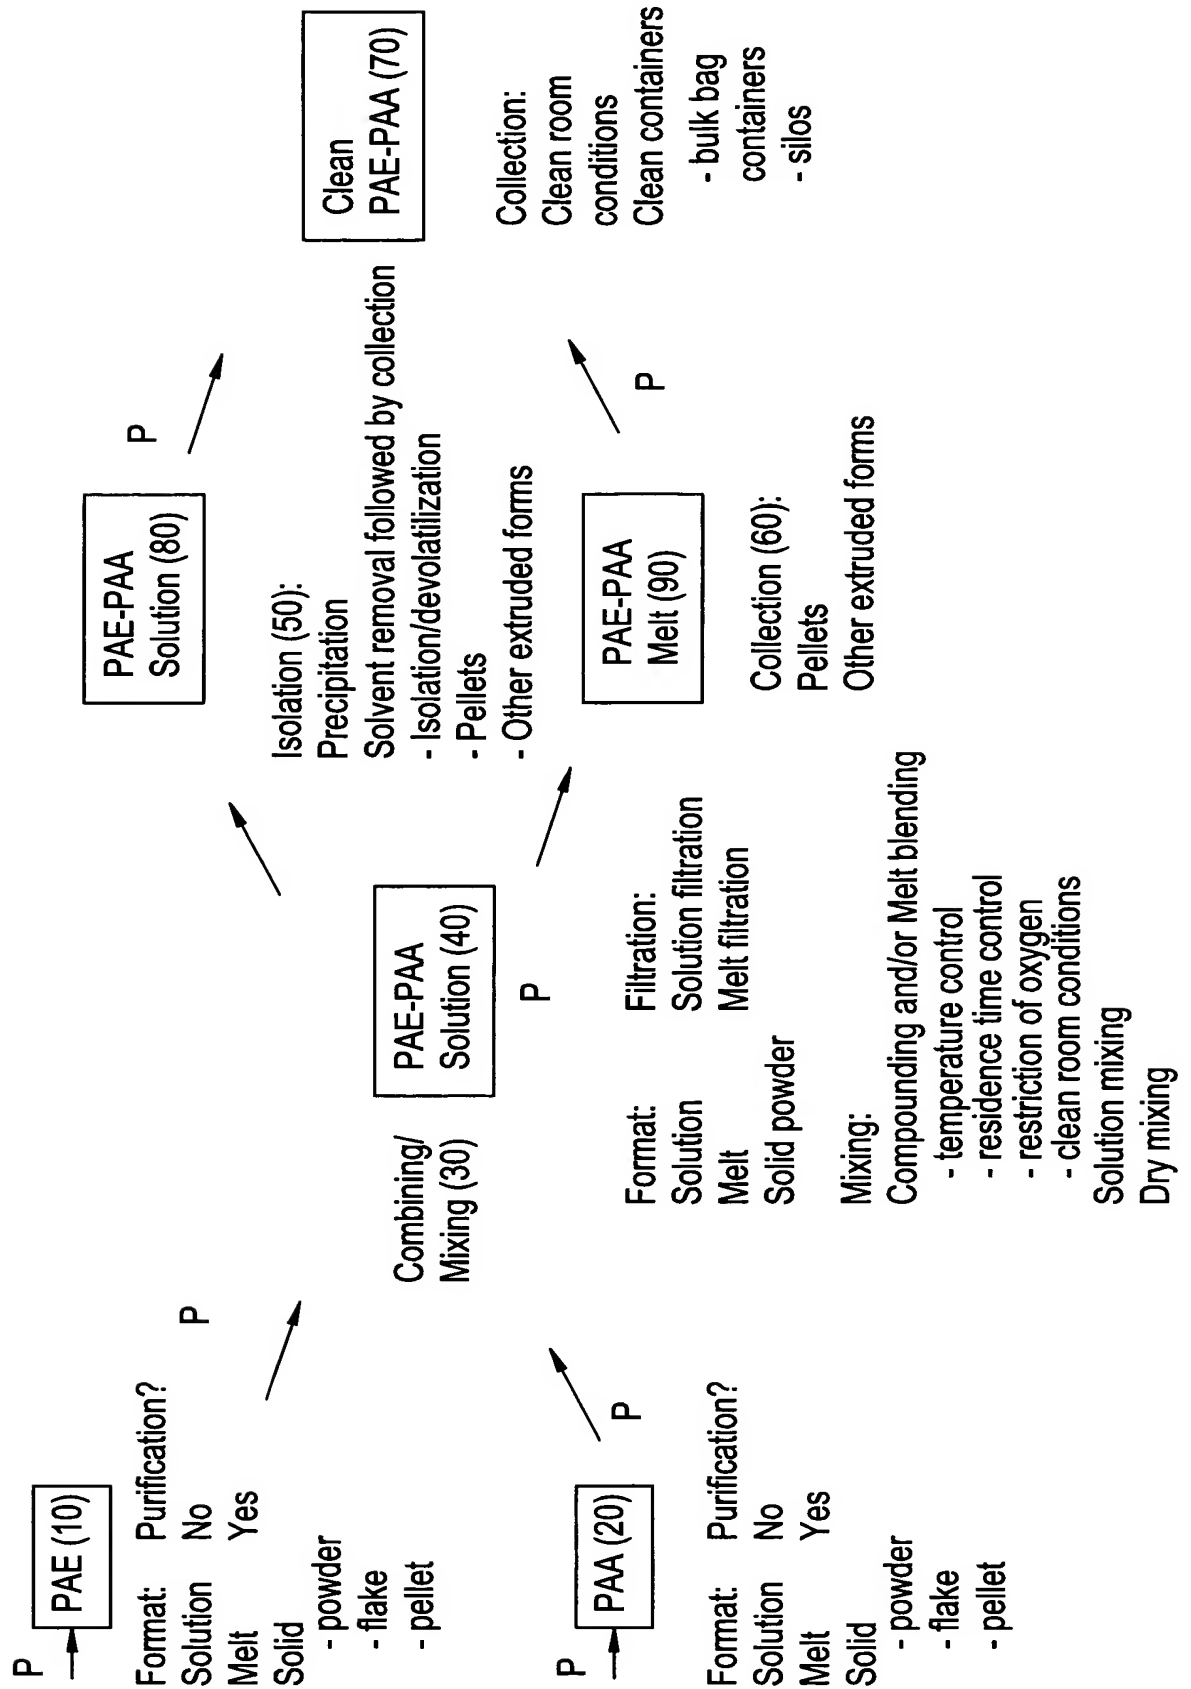 P
PAE (10)
Format:
Purification?
Solution
No
Melt
Yes
Solid
- powder
- flake
- pellet
P
P
PAA (20)
Format:
Purification?
Solution
No
Melt
Yes
Solid
- powder
- flake
- pellet
P
Combining/
Mixing (30)
PAE-PAA
Solution (40)
P
Format:
Filtration:
Solution
Solution filtration
Melt
Melt filtration
Solid powder
Mixing:
Compounding and/or Melt blending
- temperature control
- residence time control
- restriction of oxygen
- clean room conditions
Solution mixing
Dry mixing
PAE-PAA
Solution (80)
P
Isolation (50):
Precipitation
Solvent removal followed by collection
- Isolation/devolatilization
- Pellets
- Other extruded forms
PAE-PAA
Melt (90)
P
Collection (60):
Pellets
Other extruded forms
Clean
PAE-PAA (70)
Collection:
Clean room
conditions
Clean containers
- bulk bag
containers
- silos